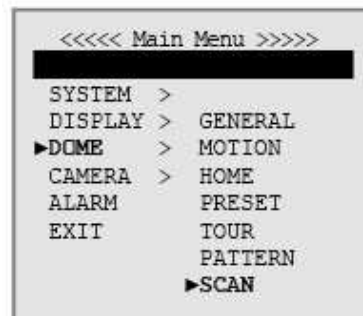 <<<<< Main Menu >>>>>
SYSTEM >
DISPLAY > GENERAL
►DOME > MOTION
CAMERA > HOME
ALARM PRESET
EXIT TOUR
PATTERN
►SCAN